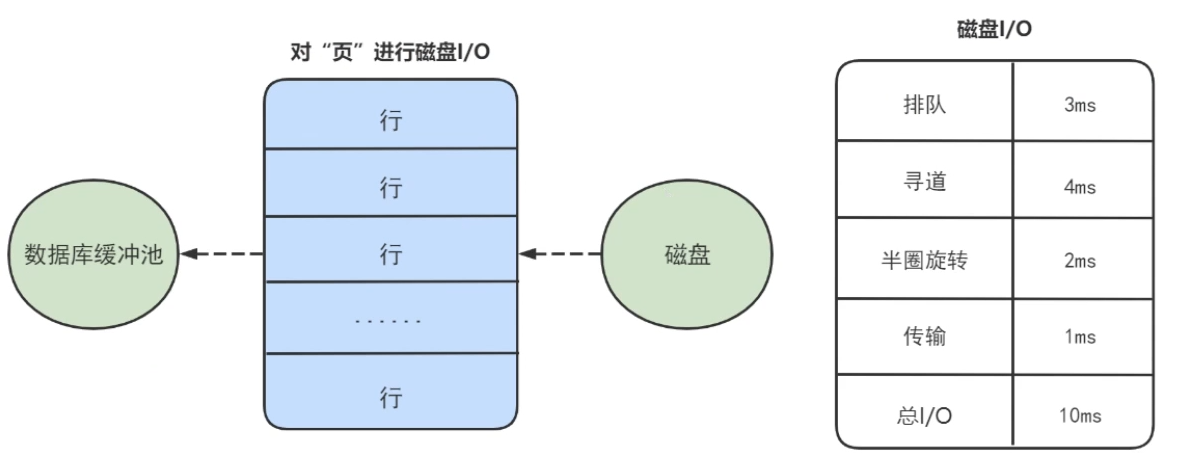 对“页”进行磁盘I/O
行
行
行
......
行
数据库缓冲池
磁盘
磁盘I/O
排队 3ms
寻道 4ms
半圈旋转 2ms
传输 1ms
总I/O 10ms